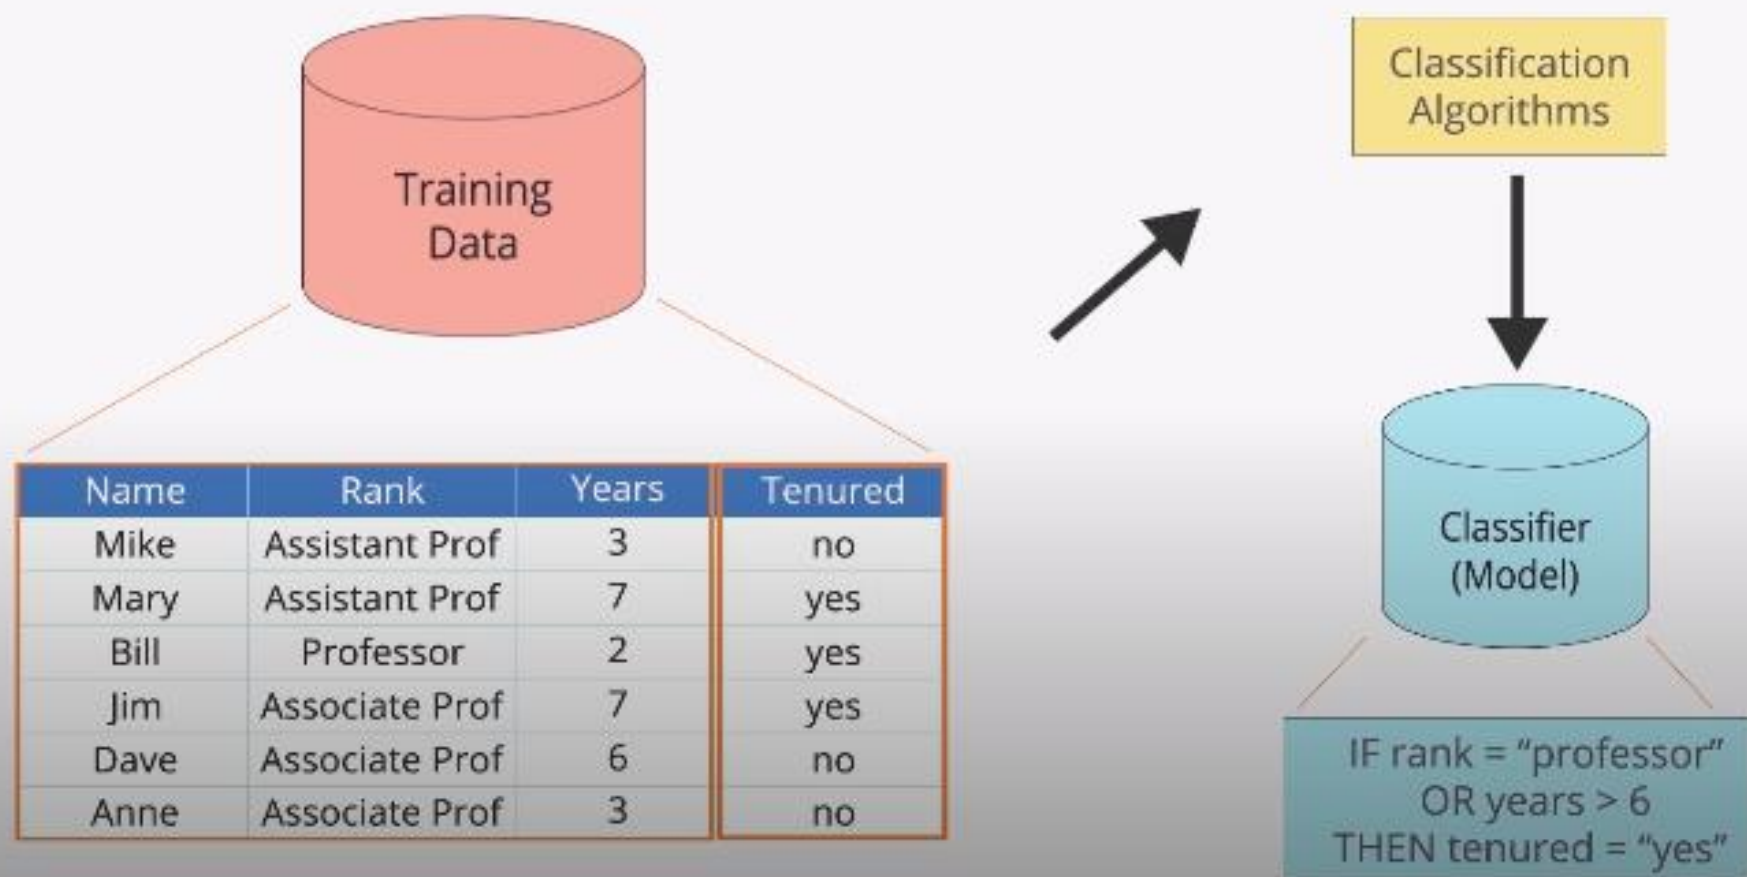 Training
Data
Classification
Algorithms
Name Rank Years Tenured
Mike Assistant Prof 3 no
Mary Assistant Prof 7 yes
Bill Professor 2 yes
Jim Associate Prof 7 yes
Dave Associate Prof 6 no
Anne Associate Prof 3 no
Classifier
(Model)
IF rank = “professor”
OR years > 6
THEN tenured = “yes”